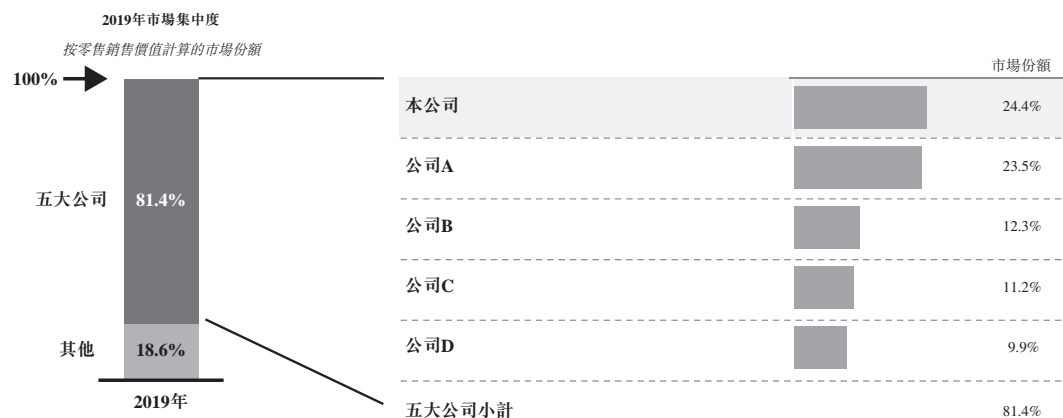 2019年市場集中度
按零售銷售價值計算的市場份額
100%
五大公司
81.4%
其他
18.6%
2019年
市場份額
本公司 24.4%
公司A 23.5%
公司B 12.3%
公司C 11.2%
公司D 9.9%
五大公司小計 81.4%